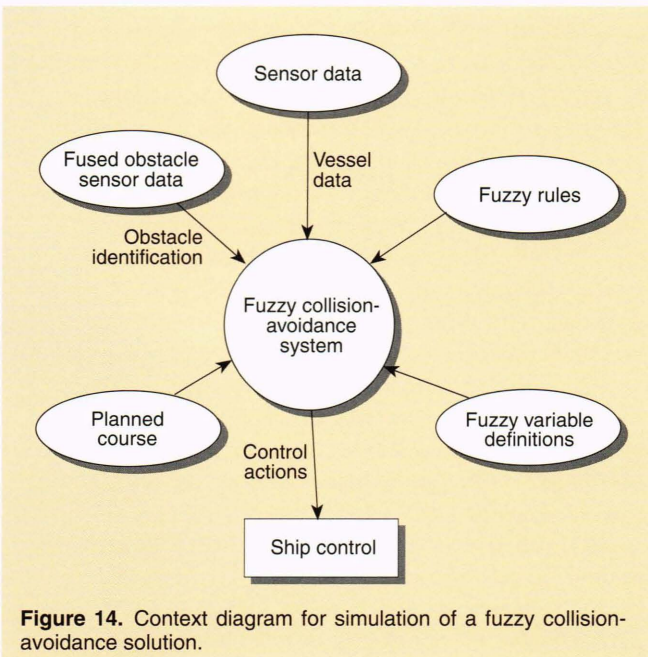 Sensor data
Fused obstacle
sensor data
Vessel
data
Fuzzy rules
Obstacle
identification
Fuzzy collision-
avoidance
system
Planned
course
Fuzzy variable
definitions
Control
actions
Ship control
Figure 14. Context diagram for simulation of a fuzzy collision-
avoidance solution.